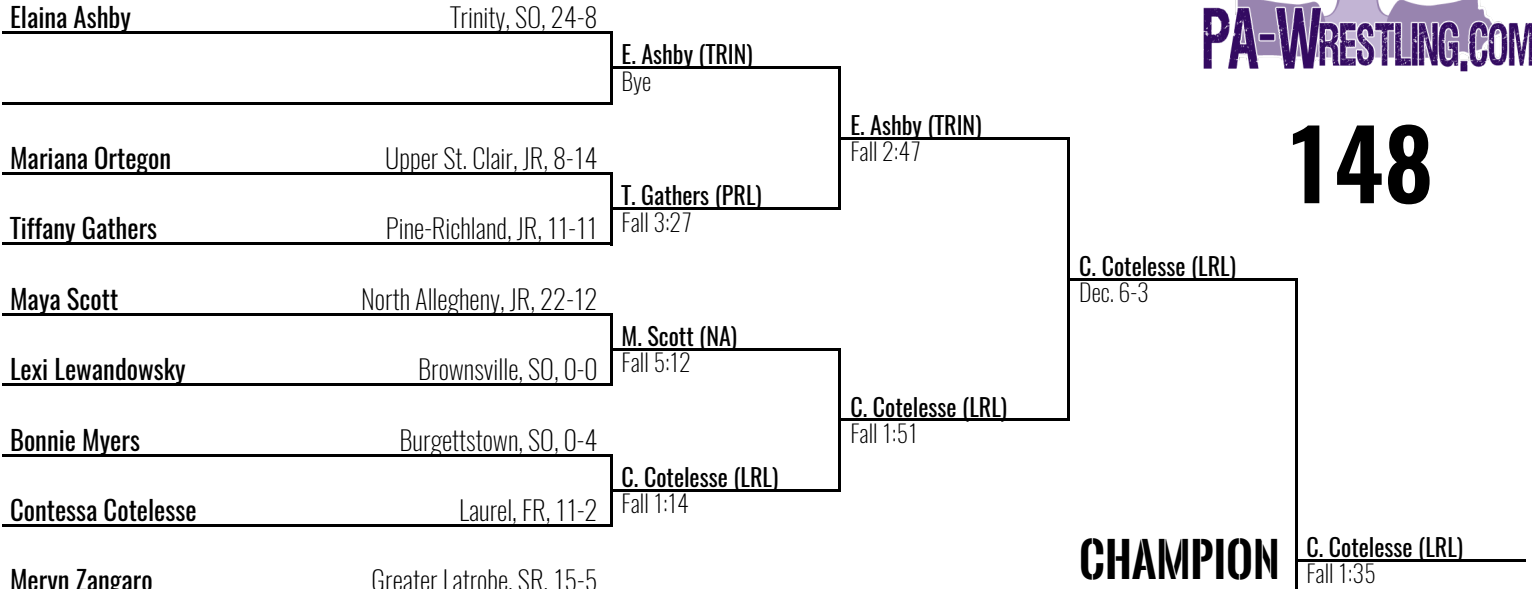 Elaina Ashby Trinity, SO, 24-8
E. Ashby (TRIN)
Bye
PA-WRESTLING.COM
148
E. Ashby (TRIN)
Fall 2:47
Mariana Ortegon Upper St. Clair, JR, 8-14
T. Gathers (PRL)
Fall 3:27
Tiffany Gathers Pine-Richland, JR, 11-11
C. Cotelesse (LRL)
Dec. 6-3
Maya Scott North Allegheny, JR, 22-12
M. Scott (NA)
Fall 5:12
Lexi Lewandowsky Brownsville, SO, 0-0
C. Cotelesse (LRL)
Fall 1:51
Bonnie Myers Burgettstown, SO, 0-4
C. Cotelesse (LRL)
Fall 1:14
Contessa Cotelesse Laurel, FR, 11-2
CHAMPION
C. Cotelesse (LRL)
Fall 1:35
Meryn Zangaro Greater Latrobe, SR, 15-5